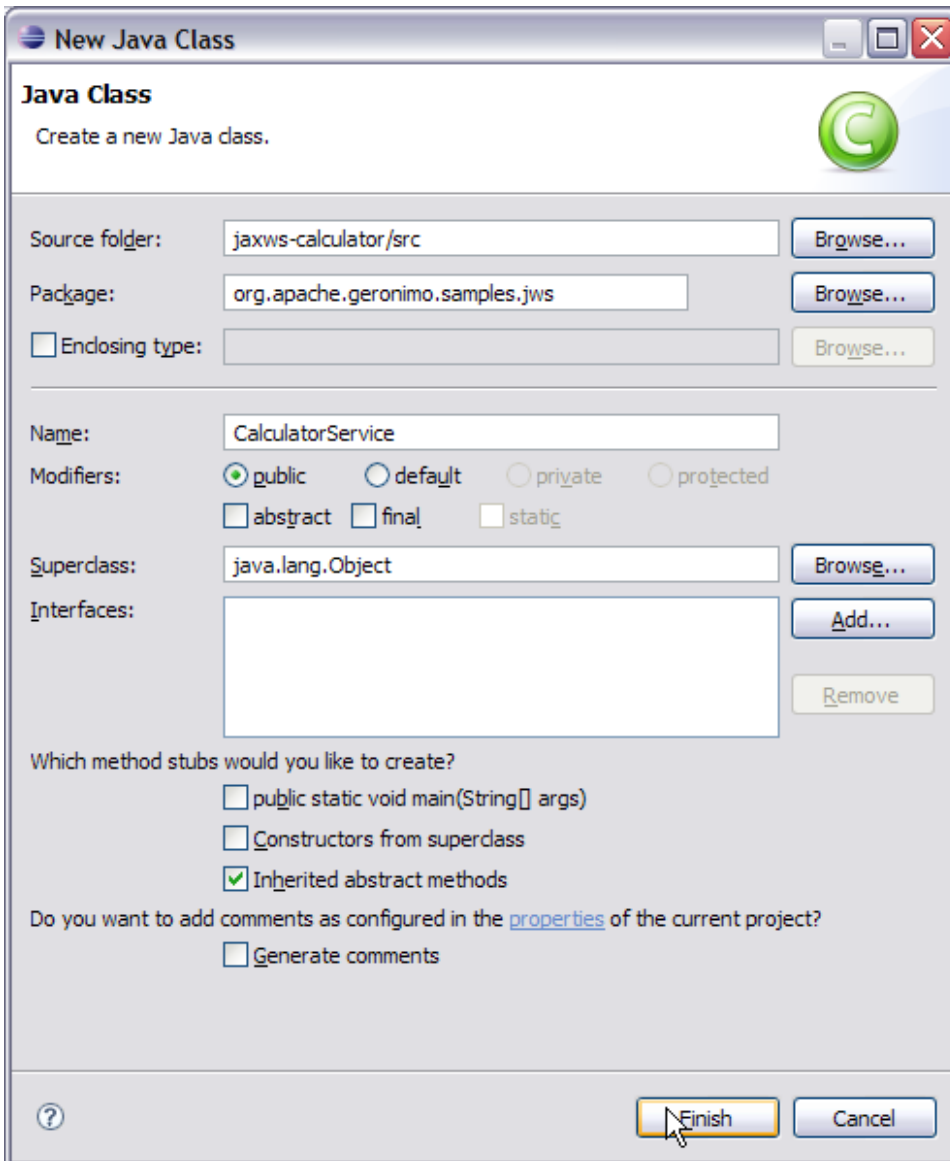 New Java Class
Java Class
Create a new Java class.
C
Source folder: jaxws-calculator/src Browse...
Package: org.apache.geronimo.samples.jws Browse...
Enclosing type: Browse...
Name: CalculatorService
Modifiers: public default private protected
abstract final static
Superclass: java.lang.Object Browse...
Interfaces: Add...
Remove
Which method stubs would you like to create?
public static void main(String[] args)
Constructors from superclass
Inherited abstract methods
Do you want to add comments as configured in the properties of the current project?
Generate comments
? Finish Cancel